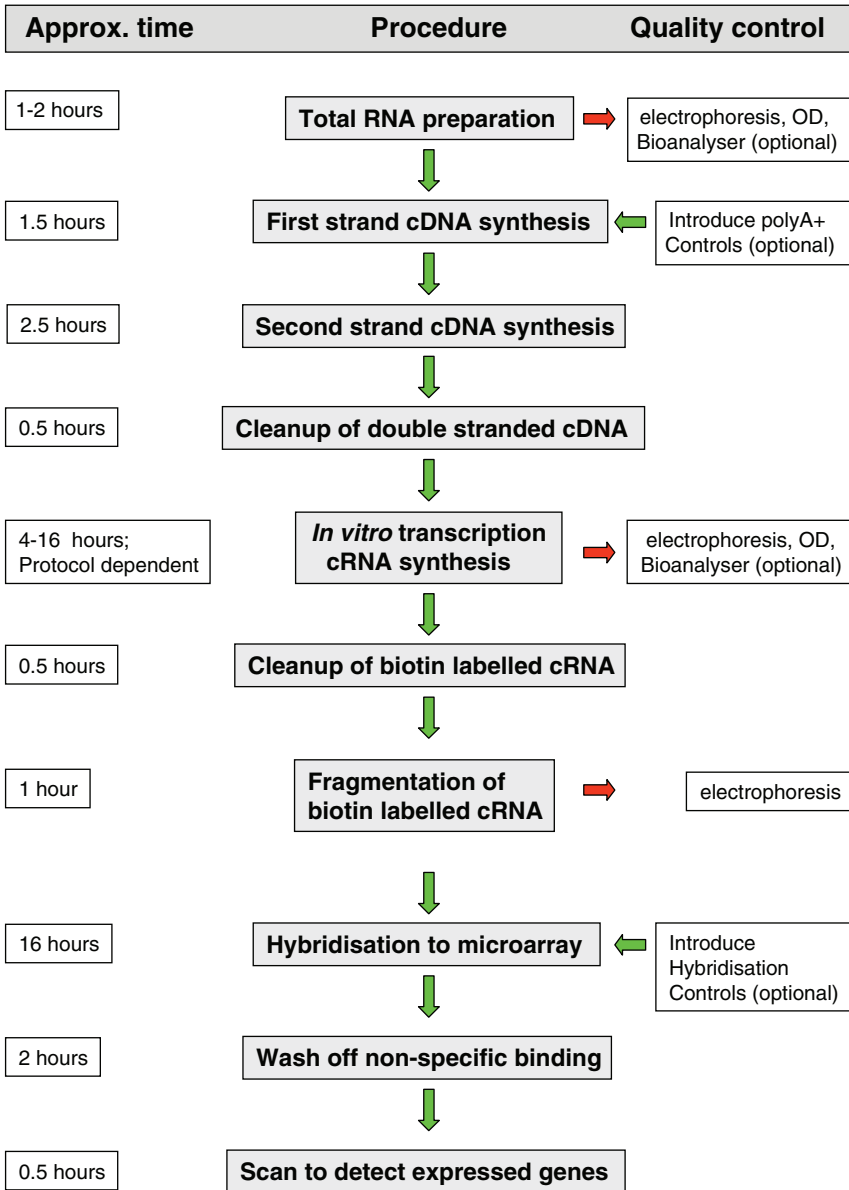 Approx. time Procedure Quality control
1-2 hours
Total RNA preparation
electrophoresis, OD,
Bioanalyser (optional)
1.5 hours
First strand cDNA synthesis
Introduce polyA+
Controls (optional)
2.5 hours
Second strand cDNA synthesis
0.5 hours
Cleanup of double stranded cDNA
4-16 hours;
Protocol dependent
In vitro transcription
cRNA synthesis
electrophoresis, OD,
Bioanalyser (optional)
0.5 hours
Cleanup of biotin labelled cRNA
1 hour
Fragmentation of
biotin labelled cRNA
electrophoresis
16 hours
Hybridisation to microarray
Introduce
Hybridisation
Controls (optional)
2 hours
Wash off non-specific binding
0.5 hours
Scan to detect expressed genes